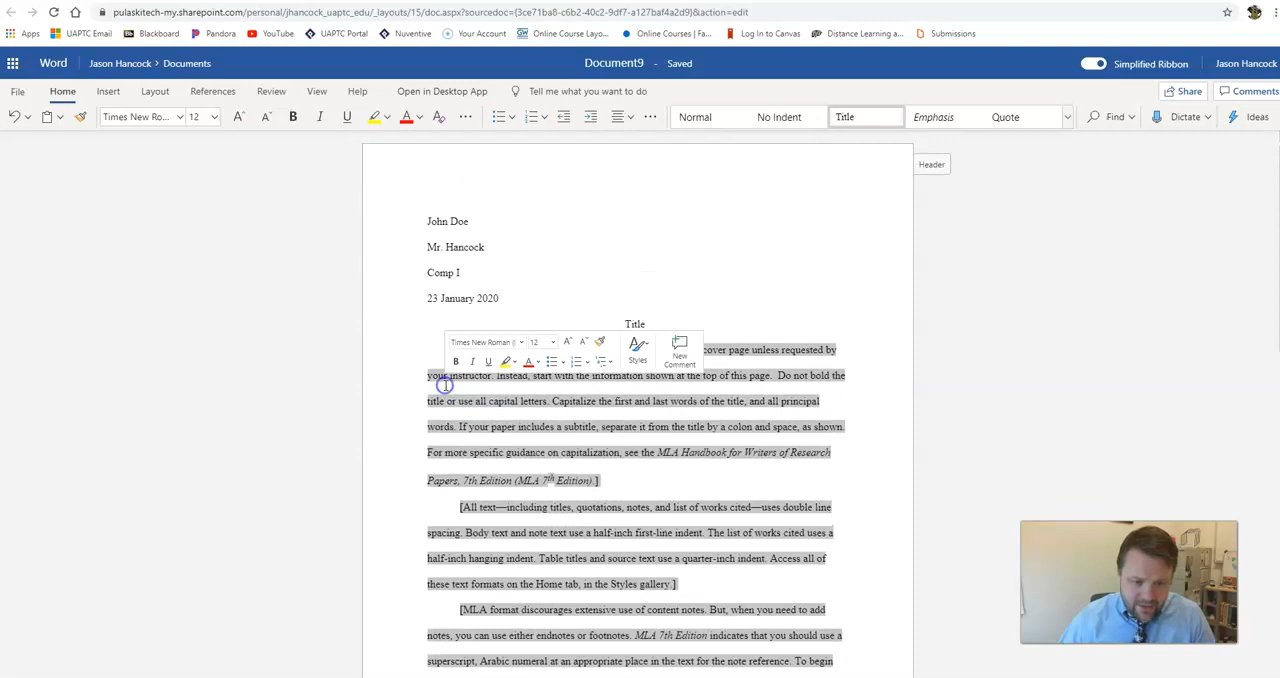 pulaskitech-my.sharepoint.com/personal/jhancock_uaptc_edu/_layouts/15/doc.aspx?sourcedoc={3ce71ba8-c6b2-40c2-9df7-a127baf4a2d9}&action=edit
Apps UAPTC Email Blackboard Pandora YouTube UAPTC Portal Nuventive Your Account Online Course Layo... Online Courses | Fa... Log In to Canvas Distance Learning a... Submissions
Word Jason Hancock > Documents Document9 - Saved Simplified Ribbon Jason Hancock
File Home Insert Layout References Review View Help Open in Desktop App Tell me what you want to do Share Comments
Times New Ro... 12 Normal No Indent Title Emphasis Quote Find Dictate Ideas
Header
John Doe
Mr. Hancock
Comp I
23 January 2020
Title
Times New Roman 12 Styles New Comment
cover page unless requested by
your instructor. Instead, start with the information shown at the top of this page.  Do not bold the
title or use all capital letters. Capitalize the first and last words of the title, and all principal
words. If your paper includes a subtitle, separate it from the title by a colon and space, as shown.
For more specific guidance on capitalization, see the MLA Handbook for Writers of Research
Papers, 7th Edition (MLA 7th Edition).]
[All text—including titles, quotations, notes, and list of works cited—uses double line
spacing. Body text and note text use a half-inch first-line indent. The list of works cited uses a
half-inch hanging indent. Table titles and source text use a quarter-inch indent. Access all of
these text formats on the Home tab, in the Styles gallery.]
[MLA format discourages extensive use of content notes. But, when you need to add
notes, you can use either endnotes or footnotes. MLA 7th Edition indicates that you should use a
superscript, Arabic numeral at an appropriate place in the text for the note reference. To begin